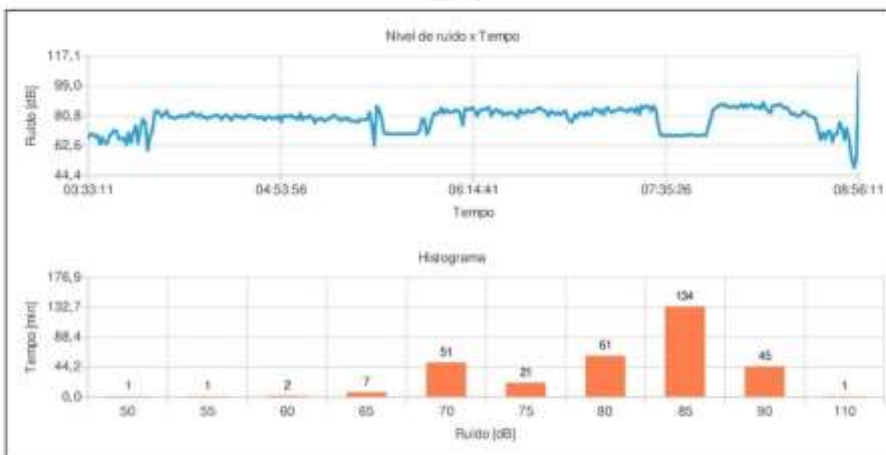 Nível de ruído x Tempo
117,1
99,0
80,8
62,6
44,4
Ruído [dB]
03:33:11 04:53:56 06:14:41 07:35:26 08:56:11
Tempo
Histograma
176,9
132,7
88,4
44,2
0,0
Tempo [min]
1 1 2 7 51 21 61 134 45 1
50 55 60 65 70 75 80 85 90 110
Ruído [dB]